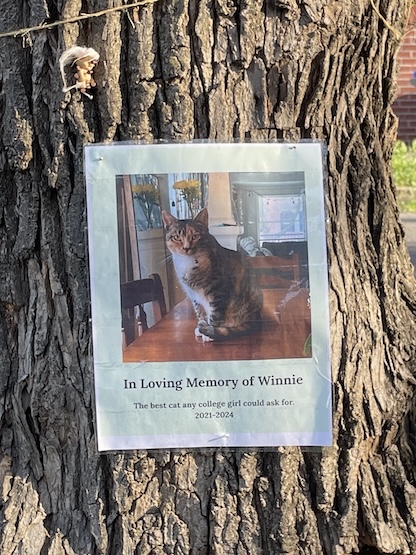 In Loving Memory of Winnie
The best cat any college girl could ask for.
2021-2024